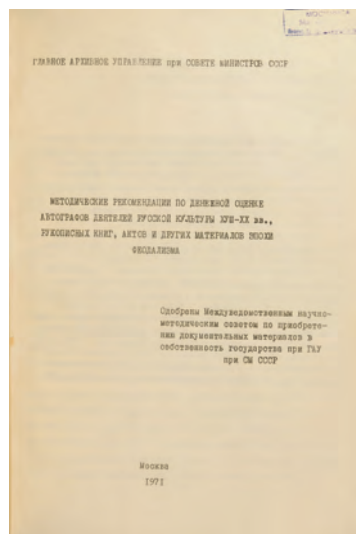 ГЛАВНОЕ АРХИВНОЕ УПРАВЛЕНИЕ при СОВЕТЕ МИНИСТРОВ СССР
МЕТОДИЧЕСКИЕ РЕКОМЕНДАЦИИ ПО ДЕНЕЖНОЙ ОЦЕНКЕ
АВТОГРАФОВ ДЕЯТЕЛЕЙ РУССКОЙ КУЛЬТУРЫ ХУП-ХХ вв.,
РУКОПИСНЫХ КНИГ, АКТОВ И ДРУГИХ МАТЕРИАЛОВ ЭПОХИ
ФЕОДАЛИЗМА
Одобрены Междуведомственным научно-
методическим советом по приобрете-
нию документальных материалов в
собственность государства при ГАУ
при СМ СССР
Москва
1971